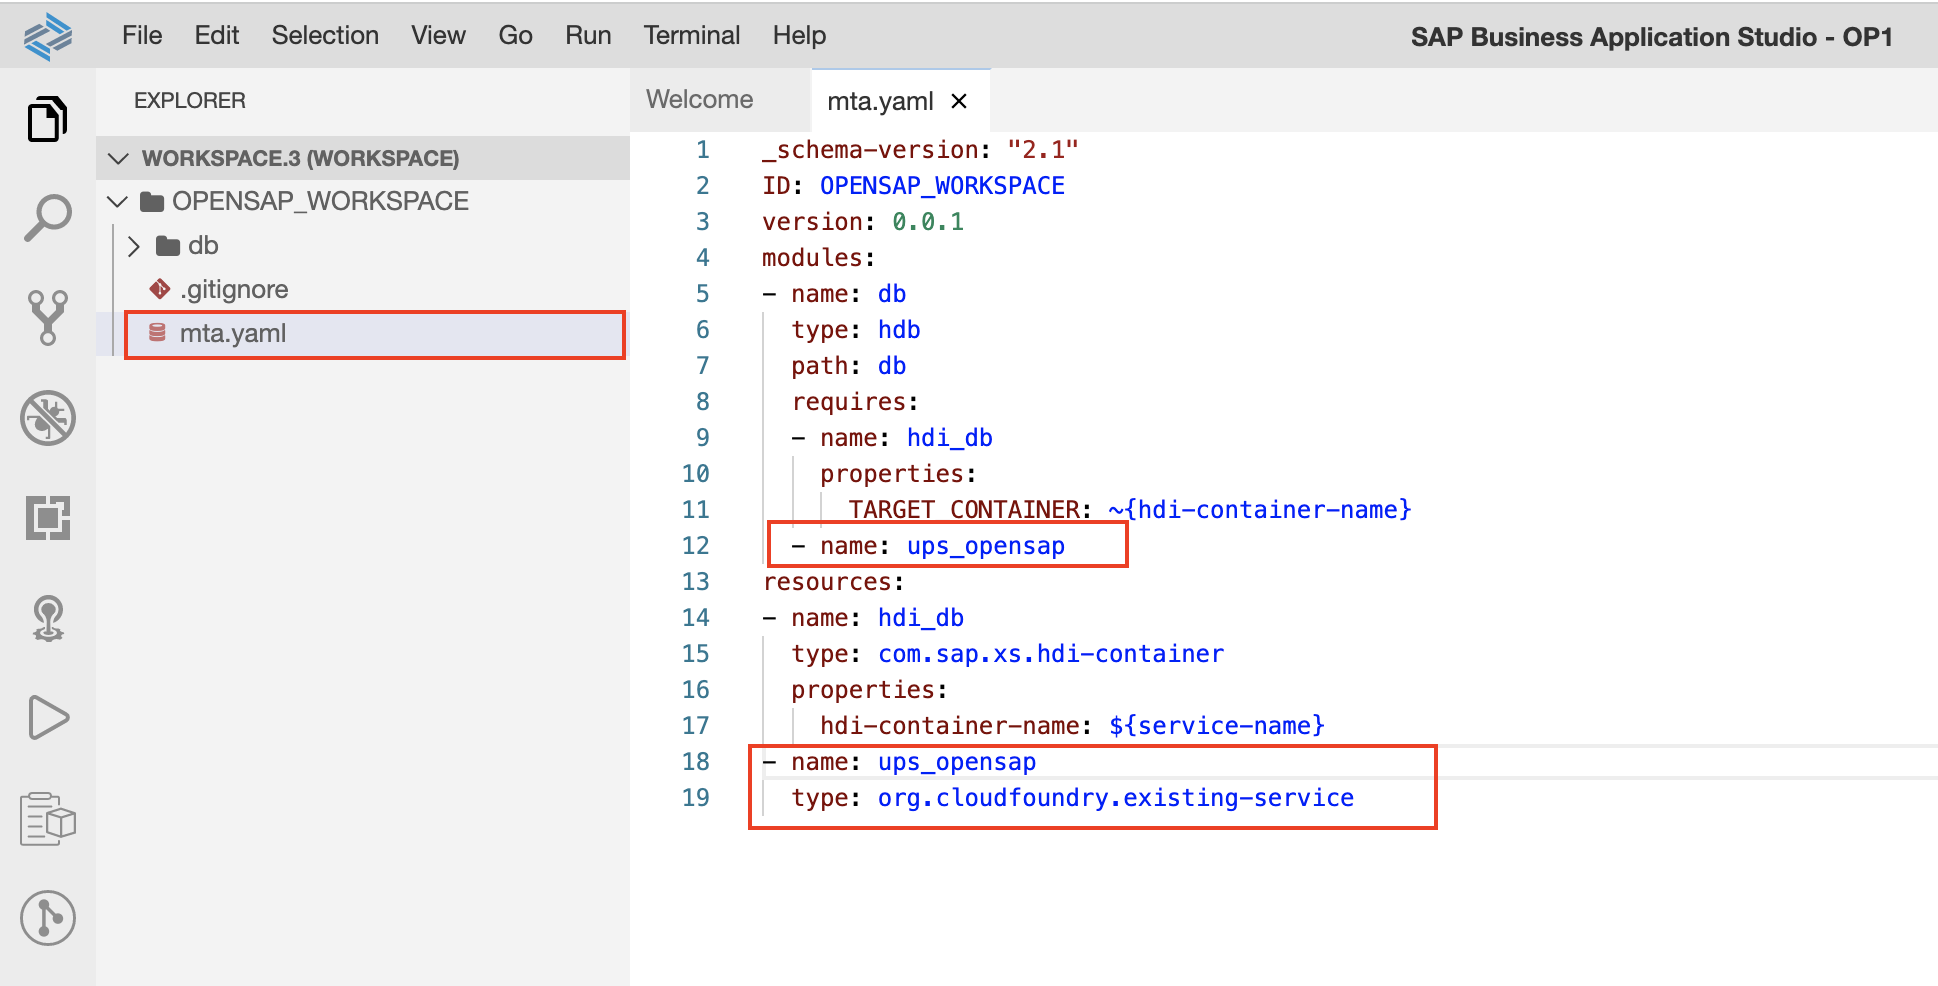 File Edit Selection View Go Run Terminal Help
SAP Business Application Studio - OP1
EXPLORER
WORKSPACE.3 (WORKSPACE)
OPENSAP_WORKSPACE
db
.gitignore
mta.yaml
Welcome
mta.yaml
1 _schema-version: "2.1"
2 ID: OPENSAP_WORKSPACE
3 version: 0.0.1
4 modules:
5 - name: db
6 type: hdb
7 path: db
8 requires:
9 - name: hdi_db
10 properties:
11 TARGET_CONTAINER: ~{hdi-container-name}
12 - name: ups_opensap
13 resources:
14 - name: hdi_db
15 type: com.sap.xs.hdi-container
16 properties:
17 hdi-container-name: ${service-name}
18 - name: ups_opensap
19 type: org.cloudfoundry.existing-service